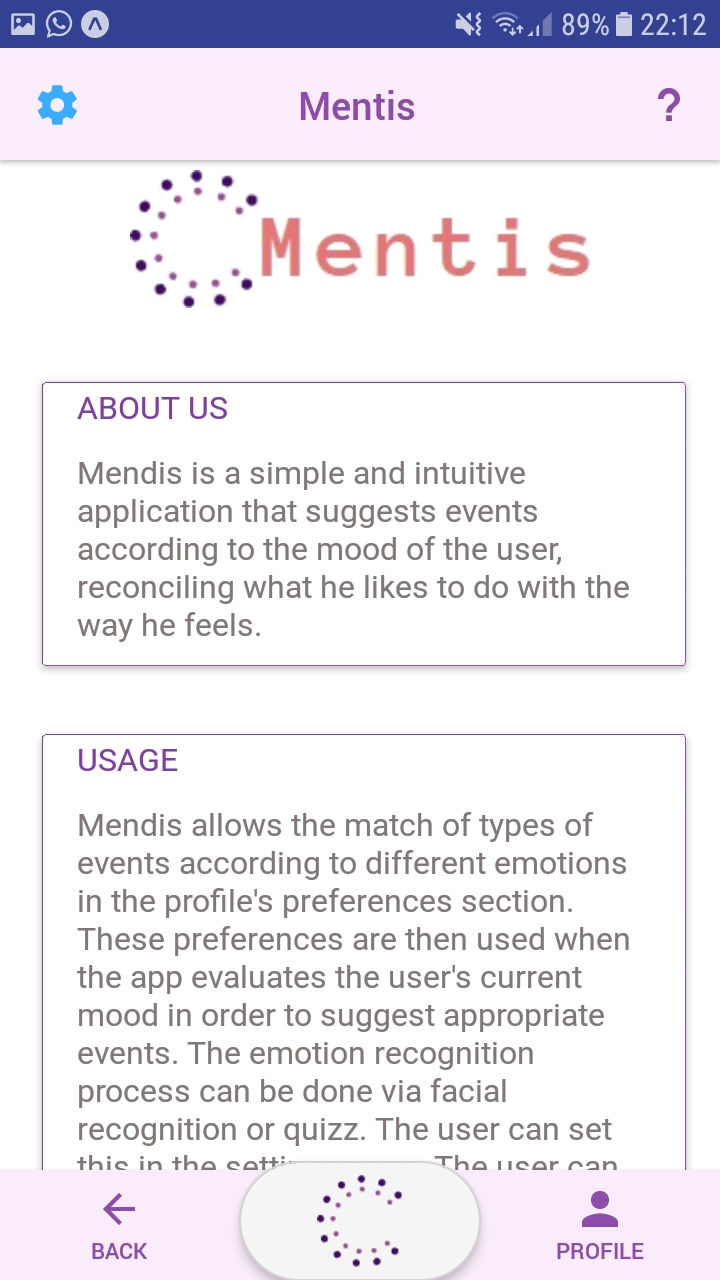 89% 22:12
Mentis
?
Mentis
ABOUT US
Mendis is a simple and intuitive
application that suggests events
according to the mood of the user,
reconciling what he likes to do with the
way he feels.
USAGE
Mendis allows the match of types of
events according to different emotions
in the profile's preferences section.
These preferences are then used when
the app evaluates the user's current
mood in order to suggest appropriate
events. The emotion recognition
process can be done via facial
recognition or quizz. The user can set
this in the The user can
BACK
PROFILE